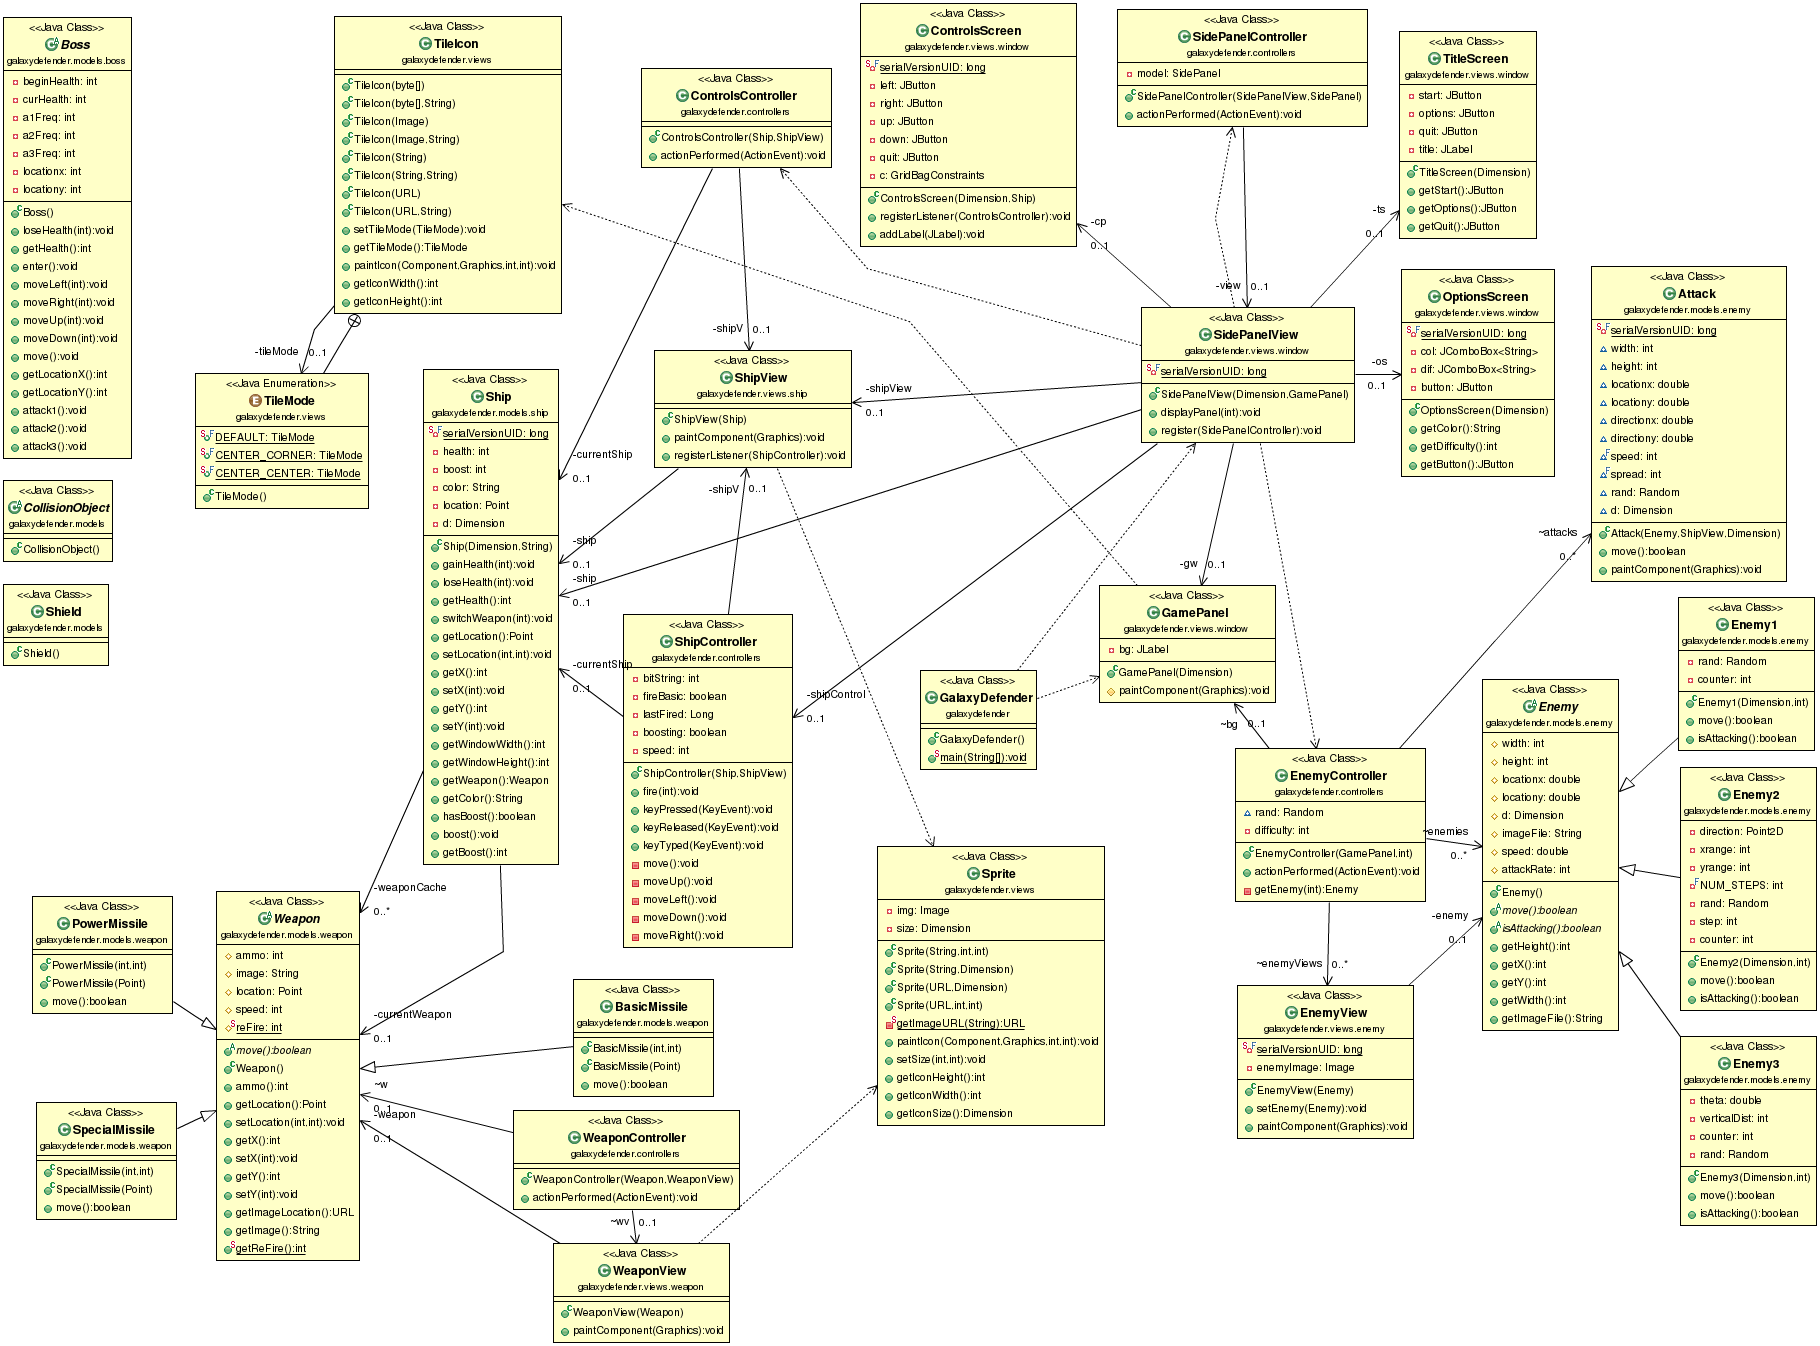 <<Java Class>>
Boss
galaxydefender.models.boss
beginHealth: int
curHealth: int
a1Freq: int
a2Freq: int
a3Freq: int
locationx: int
locationy: int
Boss()
loseHealth(int):void
getHealth():int
enter():void
moveLeft(int):void
moveRight(int):void
moveUp(int):void
moveDown(int):void
move():void
getLocationX():int
getLocationY():int
attack1():void
attack2():void
attack3():void
<<Java Class>>
CollisionObject
galaxydefender.models
CollisionObject()
<<Java Class>>
Shield
galaxydefender.models
Shield()
<<Java Class>>
TileIcon
galaxydefender.views
TileIcon(byte[])
TileIcon(byte[],String)
TileIcon(Image)
TileIcon(Image,String)
TileIcon(String)
TileIcon(String,String)
TileIcon(URL)
TileIcon(URL,String)
setTileMode(TileMode):void
getTileMode():TileMode
paintIcon(Component,Graphics,int,int):void
getIconWidth():int
getIconHeight():int
-tileMode
0..1
<<Java Enumeration>>
TileMode
galaxydefender.views
DEFAULT: TileMode
CENTER_CORNER: TileMode
CENTER_CENTER: TileMode
TileMode()
<<Java Class>>
ControlsController
galaxydefender.controllers
ControlsController(Ship,ShipView)
actionPerformed(ActionEvent):void
-shipV
0..1
-currentShip
0..1
<<Java Class>>
ControlsScreen
galaxydefender.views.window
serialVersionUID: long
left: JButton
right: JButton
up: JButton
down: JButton
quit: JButton
c: GridBagConstraints
ControlsScreen(Dimension,Ship)
registerListener(ControlsController):void
addLabel(JLabel):void
-cp
0..1
<<Java Class>>
SidePanelController
galaxydefender.controllers
model: SidePanel
SidePanelController(SidePanelView,SidePanel)
actionPerformed(ActionEvent):void
-view
0..1
<<Java Class>>
TitleScreen
galaxydefender.views.window
start: JButton
options: JButton
quit: JButton
title: JLabel
TitleScreen(Dimension)
getStart():JButton
getOptions():JButton
getQuit():JButton
-ts
0..1
<<Java Class>>
OptionsScreen
galaxydefender.views.window
serialVersionUID: long
col: JComboBox<String>
dif: JComboBox<String>
button: JButton
OptionsScreen(Dimension)
getColor():String
getDifficulty():int
getButton():JButton
-os
0..1
<<Java Class>>
Attack
galaxydefender.models.enemy
serialVersionUID: long
width: int
height: int
locationx: double
locationy: double
directionx: double
directiony: double
speed: int
spread: int
rand: Random
d: Dimension
Attack(Enemy,ShipView,Dimension)
move():boolean
paintComponent(Graphics):void
~attacks
0..*
<<Java Class>>
SidePanelView
galaxydefender.views.window
serialVersionUID: long
SidePanelView(Dimension,GamePanel)
displayPanel(int):void
register(SidePanelController):void
-shipView
0..1
<<Java Class>>
ShipView
galaxydefender.views.ship
ShipView(Ship)
paintComponent(Graphics):void
registerListener(ShipController):void
-shipV
0..1
-ship
0..1
-ship
0..1
<<Java Class>>
Ship
galaxydefender.models.ship
serialVersionUID: long
health: int
boost: int
color: String
location: Point
d: Dimension
Ship(Dimension,String)
gainHealth(int):void
loseHealth(int):void
getHealth():int
switchWeapon(int):void
getLocation():Point
setLocation(int,int):void
getX():int
setX(int):void
getY():int
setY(int):void
getWindowWidth():int
getWindowHeight():int
getWeapon():Weapon
getColor():String
hasBoost():boolean
boost():void
getBoost():int
-currentShip
0..1
<<Java Class>>
ShipController
galaxydefender.controllers
bitString: int
fireBasic: boolean
lastFired: Long
boosting: boolean
speed: int
ShipController(Ship,ShipView)
fire(int):void
keyPressed(KeyEvent):void
keyReleased(KeyEvent):void
keyTyped(KeyEvent):void
move():void
moveUp():void
moveLeft():void
moveDown():void
moveRight():void
-shipControl
0..1
-gw
0..1
<<Java Class>>
GamePanel
galaxydefender.views.window
bg: JLabel
GamePanel(Dimension)
paintComponent(Graphics):void
~bg
0..1
<<Java Class>>
GalaxyDefender
galaxydefender
GalaxyDefender()
main(String[]):void
<<Java Class>>
EnemyController
galaxydefender.controllers
rand: Random
difficulty: int
EnemyController(GamePanel,int)
actionPerformed(ActionEvent):void
getEnemy(int):Enemy
~enemies
0..*
~enemyViews
0..*
<<Java Class>>
EnemyView
galaxydefender.views.enemy
serialVersionUID: long
enemyImage: Image
EnemyView(Enemy)
setEnemy(Enemy):void
paintComponent(Graphics):void
-enemy
0..1
<<Java Class>>
Enemy
galaxydefender.models.enemy
width: int
height: int
locationx: double
locationy: double
d: Dimension
imageFile: String
speed: double
attackRate: int
Enemy()
move():boolean
isAttacking():boolean
getHeight():int
getX():int
getY():int
getWidth():int
getImageFile():String
<<Java Class>>
Enemy1
galaxydefender.models.enemy
rand: Random
counter: int
Enemy1(Dimension,int)
move():boolean
isAttacking():boolean
<<Java Class>>
Enemy2
galaxydefender.models.enemy
direction: Point2D
xrange: int
yrange: int
NUM_STEPS: int
rand: Random
step: int
counter: int
Enemy2(Dimension,int)
move():boolean
isAttacking():boolean
<<Java Class>>
Enemy3
galaxydefender.models.enemy
theta: double
verticalDist: int
counter: int
rand: Random
Enemy3(Dimension,int)
move():boolean
isAttacking():boolean
<<Java Class>>
Sprite
galaxydefender.views
img: Image
size: Dimension
Sprite(String,int,int)
Sprite(String,Dimension)
Sprite(URL,Dimension)
Sprite(URL,int,int)
getImageURL(String):URL
paintIcon(Component,Graphics,int,int):void
setSize(int,int):void
getIconHeight():int
getIconWidth():int
getIconSize():Dimension
-weaponCache
0..*
<<Java Class>>
PowerMissile
galaxydefender.models.weapon
PowerMissile(int,int)
PowerMissile(Point)
move():boolean
<<Java Class>>
SpecialMissile
galaxydefender.models.weapon
SpecialMissile(int,int)
SpecialMissile(Point)
move():boolean
<<Java Class>>
Weapon
galaxydefender.models.weapon
ammo: int
image: String
location: Point
speed: int
reFire: int
move():boolean
Weapon()
ammo():int
getLocation():Point
setLocation(int,int):void
getX():int
setX(int):void
getY():int
setY(int):void
getImageLocation():URL
getImage():String
getReFire():int
-currentWeapon
0..1
<<Java Class>>
BasicMissile
galaxydefender.models.weapon
BasicMissile(int,int)
BasicMissile(Point)
move():boolean
~w
0..1
-weapon
0..1
<<Java Class>>
WeaponController
galaxydefender.controllers
WeaponController(Weapon,WeaponView)
actionPerformed(ActionEvent):void
~wv
0..1
<<Java Class>>
WeaponView
galaxydefender.views.weapon
WeaponView(Weapon)
paintComponent(Graphics):void